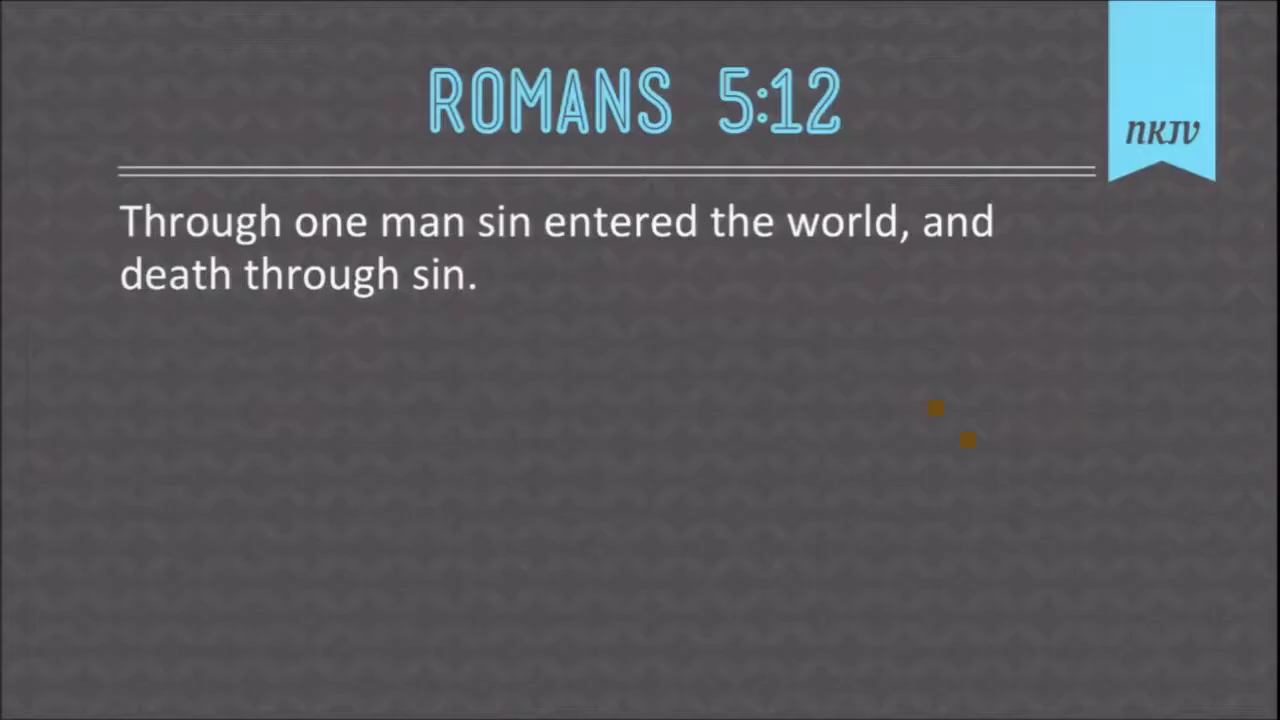 ROMANS 5:12
NKJV
Through one man sin entered the world, and
death through sin.